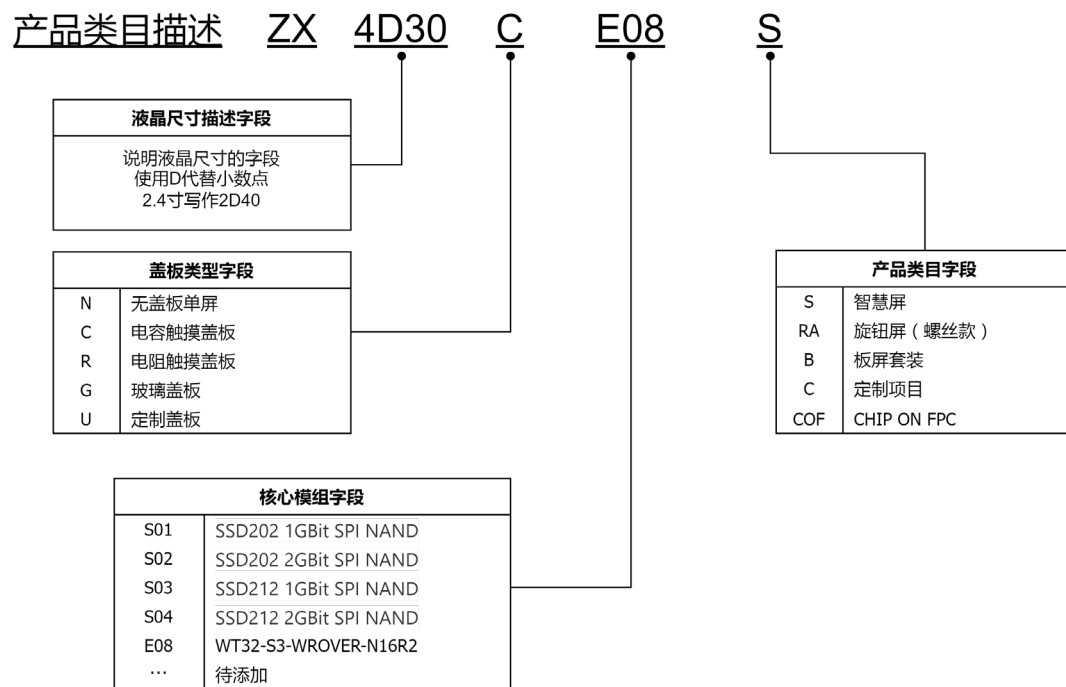 产品类目描述 ZX 4D30 C E08 S
液晶尺寸描述字段
说明液晶尺寸的字段
使用D代替小数点
2.4寸写作2D40
盖板类型字段
N 无盖板单屏
C 电容触摸盖板
R 电阻触摸盖板
G 玻璃盖板
U 定制盖板
产品类目字段
S 智慧屏
RA 旋钮屏（螺丝款）
B 板屏套装
C 定制项目
COF CHIP ON FPC
核心模组字段
S01 SSD202 1GBit SPI NAND
S02 SSD202 2GBit SPI NAND
S03 SSD212 1GBit SPI NAND
S04 SSD212 2GBit SPI NAND
E08 WT32-S3-WROVER-N16R2
… 待添加